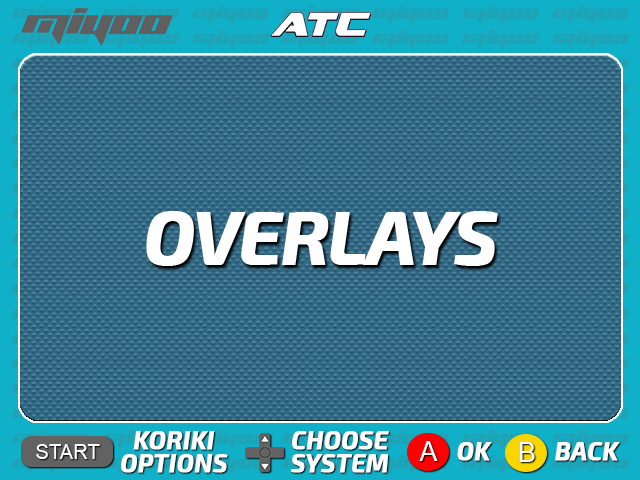 miyoo
ATC
OVERLAYS
START
KORIKI
OPTIONS
CHOOSE
SYSTEM
A
OK
B
BACK